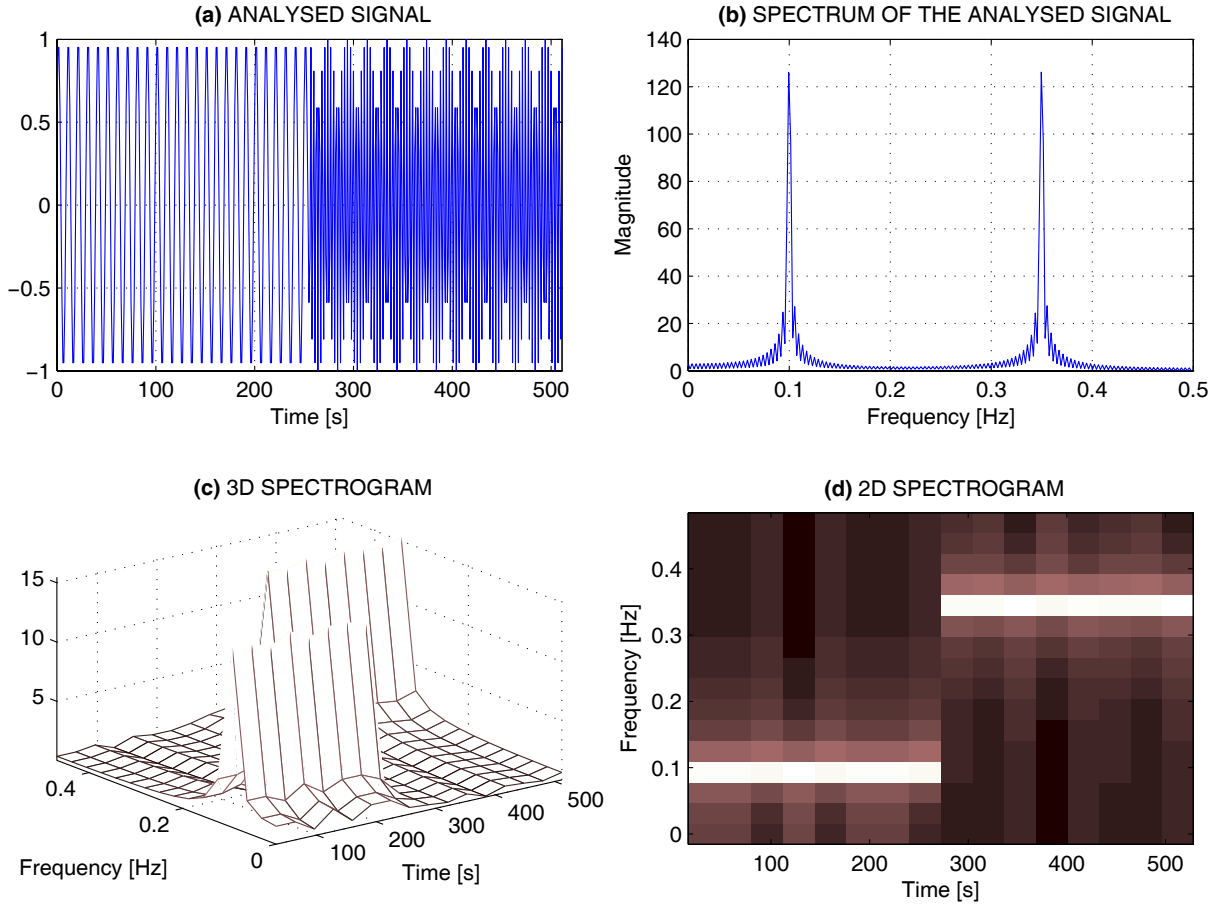 (a) ANALYSED SIGNAL
1
0.5
0
−0.5
−1
0 100 200 300 400 500
Time [s]
(b) SPECTRUM OF THE ANALYSED SIGNAL
140
120
100
80
60
40
20
0
Magnitude
0 0.1 0.2 0.3 0.4 0.5
Frequency [Hz]
(c) 3D SPECTROGRAM
15
10
5
0.4
0.2
0
Frequency [Hz]
100
200
300
400
500
Time [s]
(d) 2D SPECTROGRAM
0.4
0.3
0.2
0.1
0
Frequency [Hz]
100 200 300 400 500
Time [s]